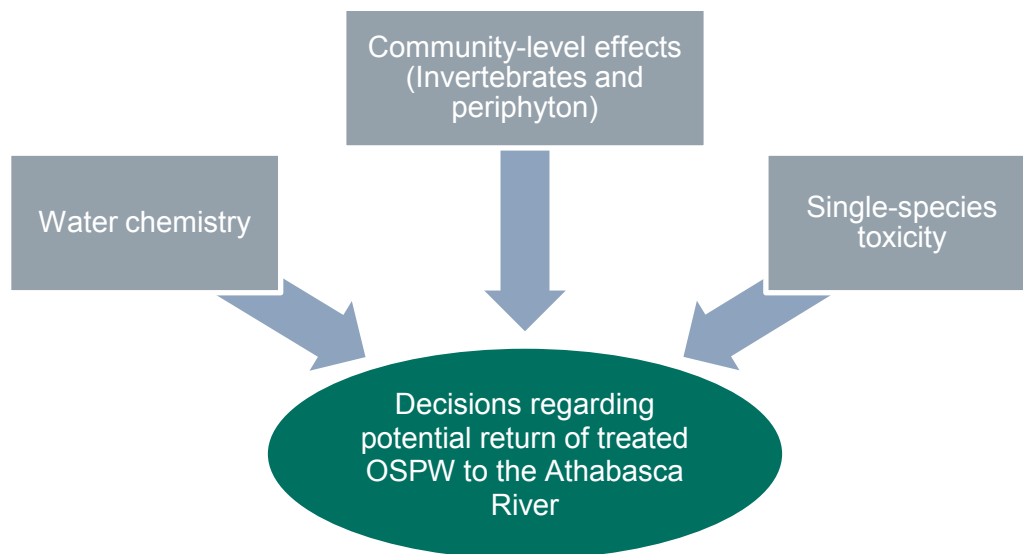 Community-level effects
(Invertebrates and
periphyton)
Water chemistry
Single-species
toxicity
Decisions regarding
potential return of treated
OSPW to the Athabasca
River